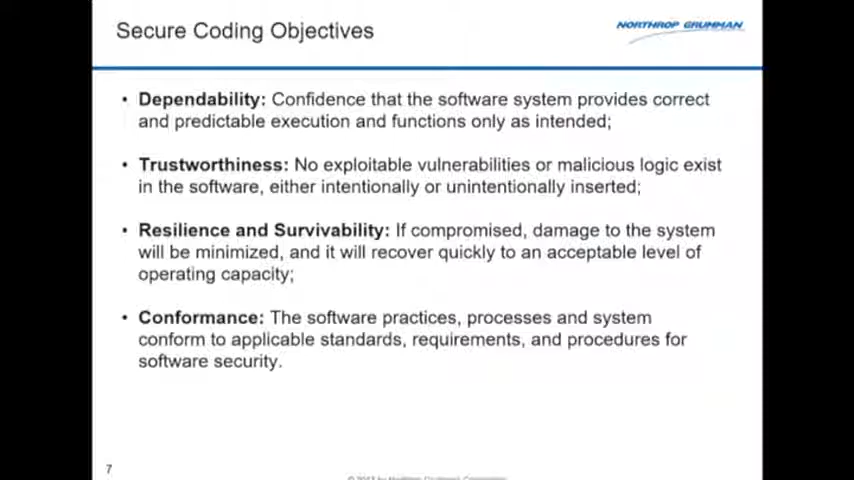 Secure Coding Objectives
NORTHROP GRUMMAN
• Dependability: Confidence that the software system provides correct
and predictable execution and functions only as intended;
• Trustworthiness: No exploitable vulnerabilities or malicious logic exist
in the software, either intentionally or unintentionally inserted;
• Resilience and Survivability: If compromised, damage to the system
will be minimized, and it will recover quickly to an acceptable level of
operating capacity;
• Conformance: The software practices, processes and system
conform to applicable standards, requirements, and procedures for
software security.
7